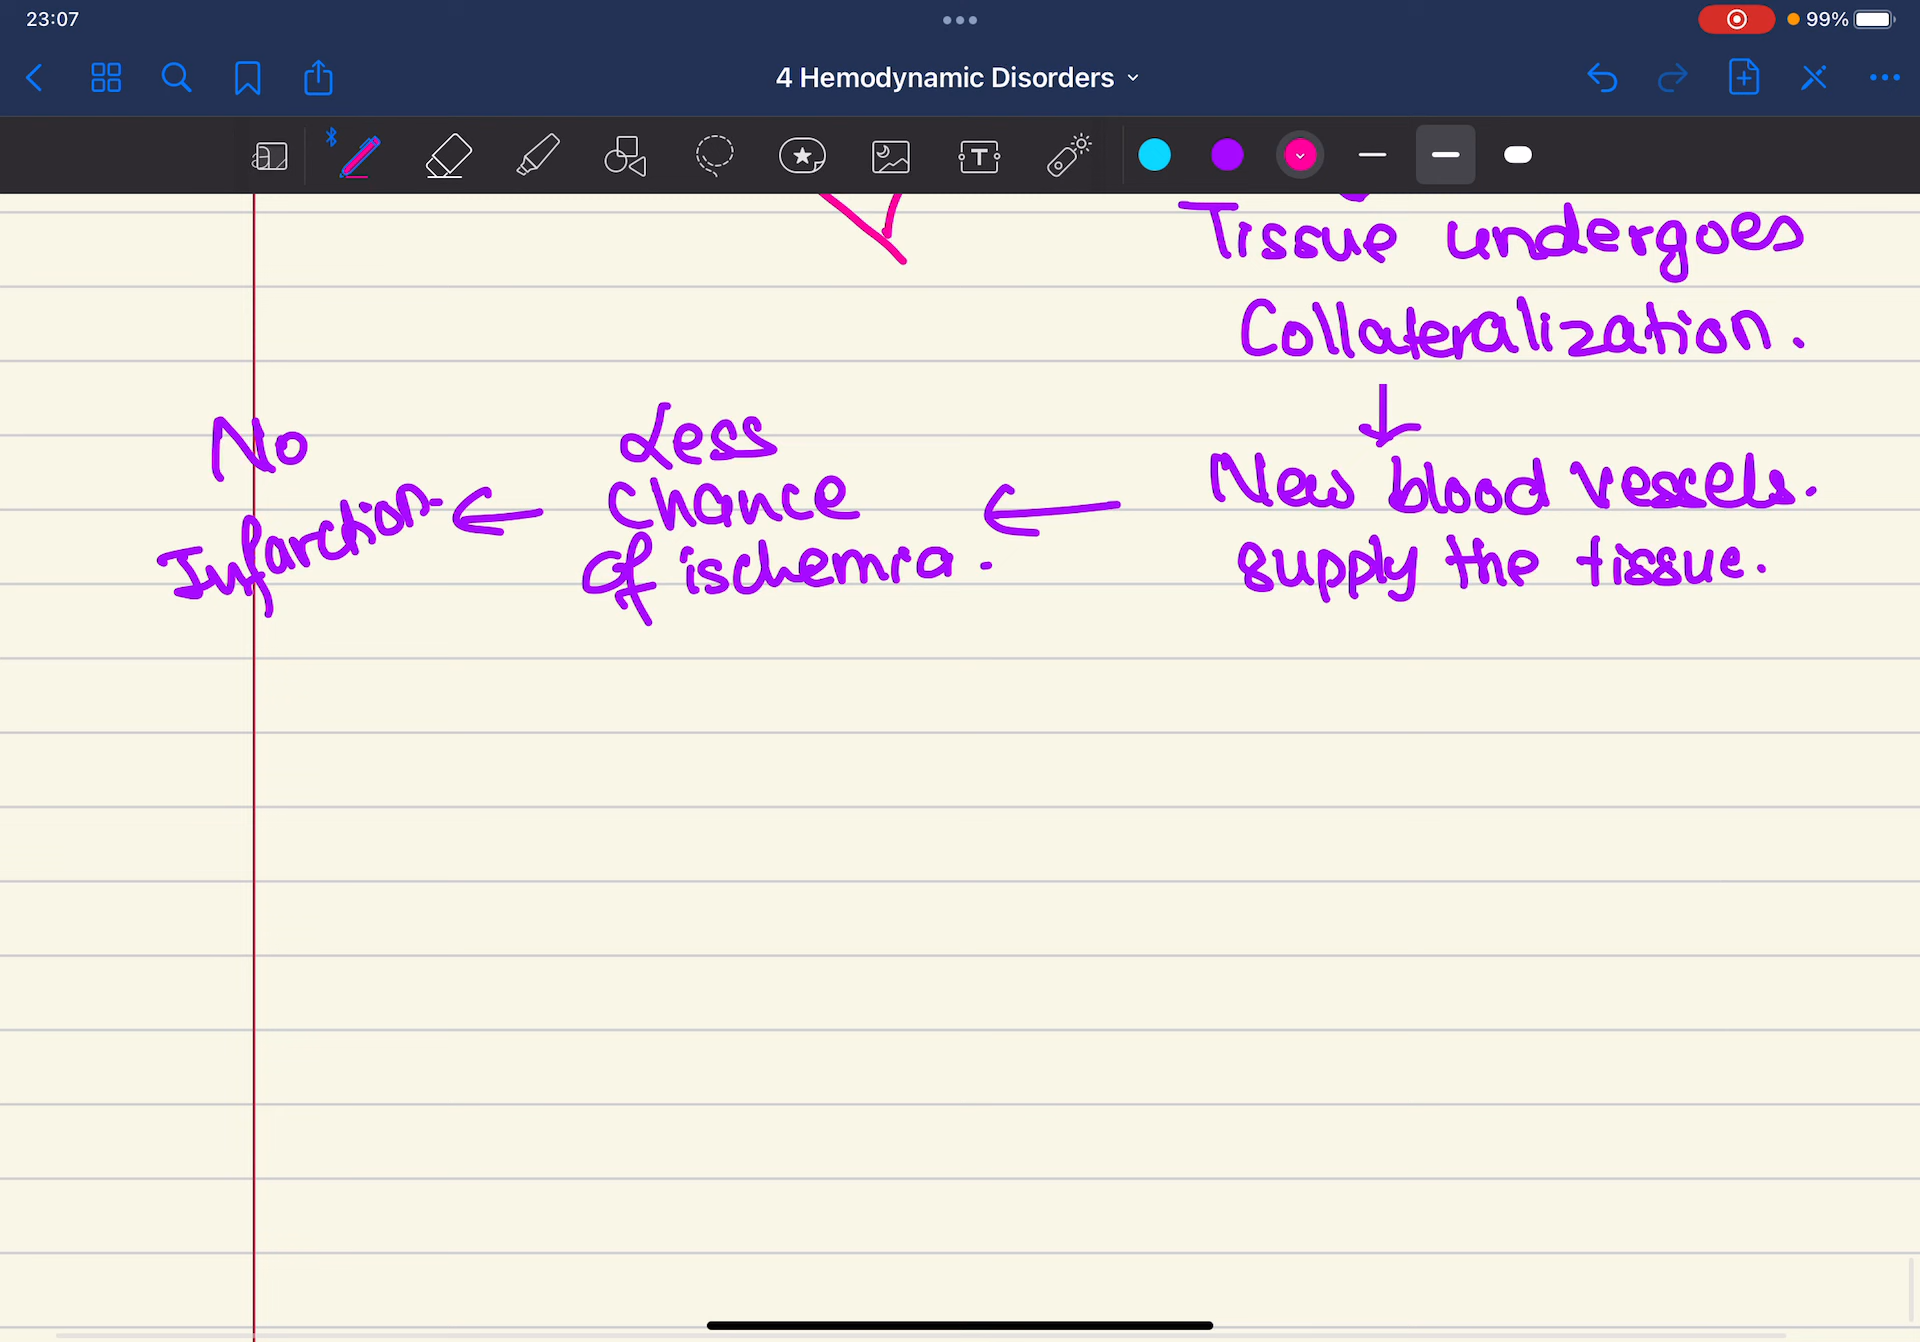 23:07
99%
4 Hemodynamic Disorders
Tissue undergoes
Collateralization.
New blood vessels.
supply the tissue.
Less
chance
of ischemia.
No
Infarction